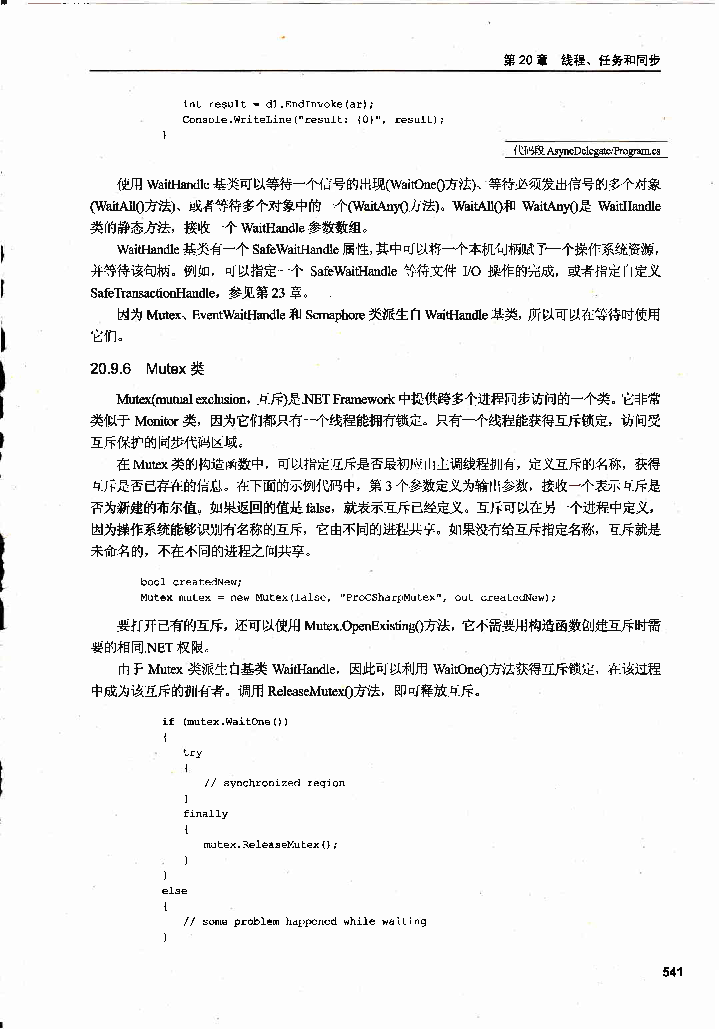 第20章 线程、任务和同步
int result = d1.EndInvoke(ar);
Console.WriteLine("result: {0}", result);
}
代码段 AsyncDelegate/Program.cs
使用 WaitHandle 基类可以等待一个信号的出现(WaitOne()方法)、等待必须发出信号的多个对象
(WaitAll()方法)、或者等待多个对象中的一个(WaitAny()方法)。WaitAll()和 WaitAny()是 WaitHandle
类的静态方法，接收一个 WaitHandle 参数数组。
WaitHandle 基类有一个 SafeWaitHandle 属性，其中可以将一个本机句柄赋予一个操作系统资源，
并等待该句柄。例如，可以指定一个 SafeWaitHandle 等待文件 I/O 操作的完成，或者指定自定义
SafeTransactionHandle，参见第 23 章。
因为 Mutex、EventWaitHandle 和 Semaphore 类派生自 WaitHandle 基类，所以可以在等待时使用
它们。
20.9.6 Mutex 类
Mutex(mutual exclusion，互斥)是.NET Framework 中提供跨多个进程同步访问的一个类。它非常
类似于 Monitor 类，因为它们都只有一个线程能拥有锁定。只有一个线程能获得互斥锁定，访问受
互斥保护的同步代码区域。
在 Mutex 类的构造函数中，可以指定互斥是否最初应由主调线程拥有，定义互斥的名称，获得
互斥是否已存在的信息。在下面的示例代码中，第 3 个参数定义为输出参数，接收一个表示互斥是
否为新建的布尔值。如果返回的值是 false，就表示互斥已经定义。互斥可以在另一个进程中定义，
因为操作系统能够识别有名称的互斥，它由不同的进程共享。如果没有给互斥指定名称，互斥就是
未命名的，不在不同的进程之间共享。
bool createdNew;
Mutex mutex = new Mutex(false, "ProCSharpMutex", out createdNew);
要打开已有的互斥，还可以使用 Mutex.OpenExisting()方法，它不需要用构造函数创建互斥时需
要的相同.NET 权限。
由于 Mutex 类派生自基类 WaitHandle，因此可以利用 WaitOne()方法获得互斥锁定，在该过程
中成为该互斥的拥有者。调用 ReleaseMutex()方法，即可释放互斥。
if (mutex.WaitOne())
{
try
{
// synchronized region
}
finally
{
mutex.ReleaseMutex();
}
}
else
{
// some problem happened while waiting
}
541